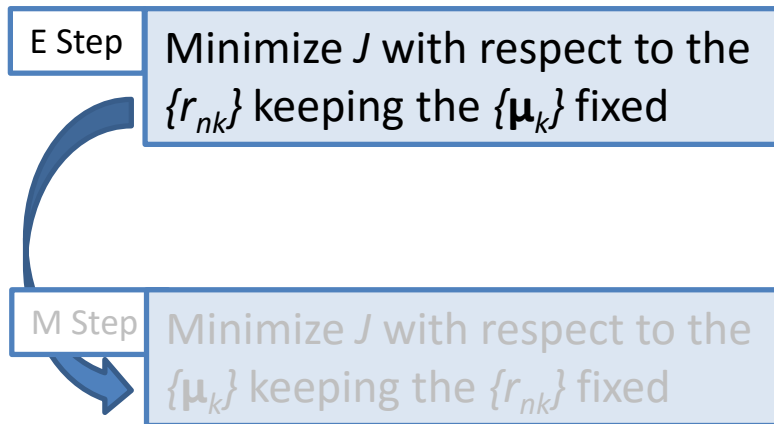 E Step
Minimize J with respect to the
{rnk} keeping the {μk} fixed
M Step
Minimize J with respect to the
{μk} keeping the {rnk} fixed